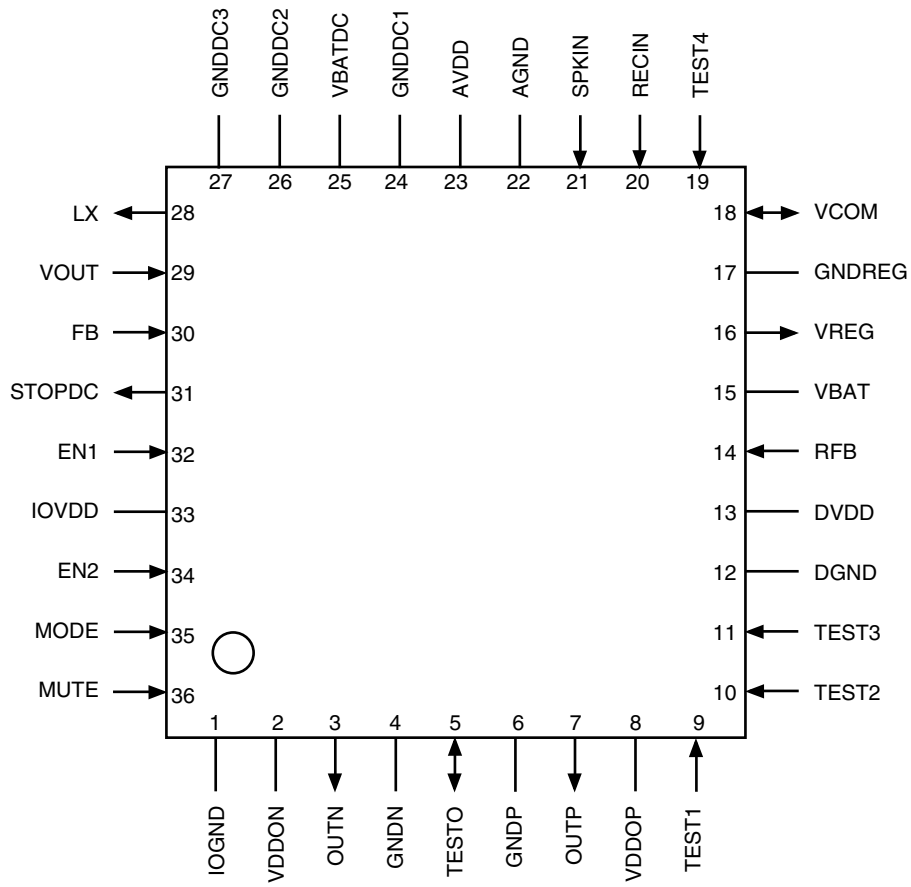 GNDDC3
GNDDC2
VBATDC
GNDDC1
AVDD
AGND
SPKIN
RECIN
TEST4
27 26 25 24 23 22 21 20 19
LX 28 18 VCOM
VOUT 29 17 GNDREG
FB 30 16 VREG
STOPDC 31 15 VBAT
EN1 32 14 RFB
IOVDD 33 13 DVDD
EN2 34 12 DGND
MODE 35 11 TEST3
MUTE 36 10 TEST2
1 2 3 4 5 6 7 8 9
IOGND
VDDON
OUTN
GNDN
TESTO
GNDP
OUTP
VDDOP
TEST1